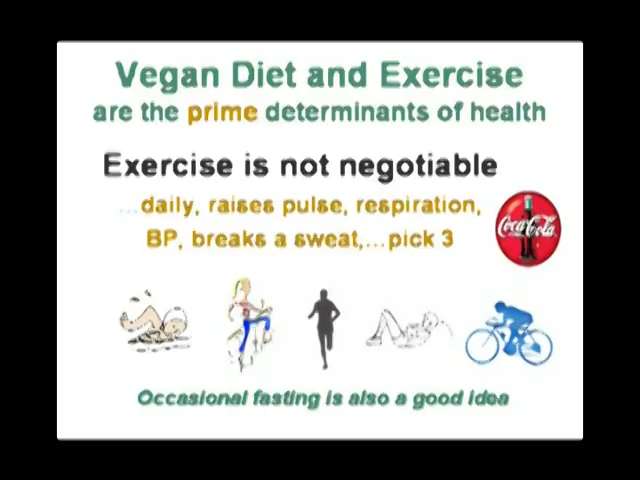 Vegan Diet and Exercise
are the prime determinants of health
Exercise is not negotiable
...daily, raises pulse, respiration,
BP, breaks a sweat,...pick 3
Coca-Cola
Occasional fasting is also a good idea